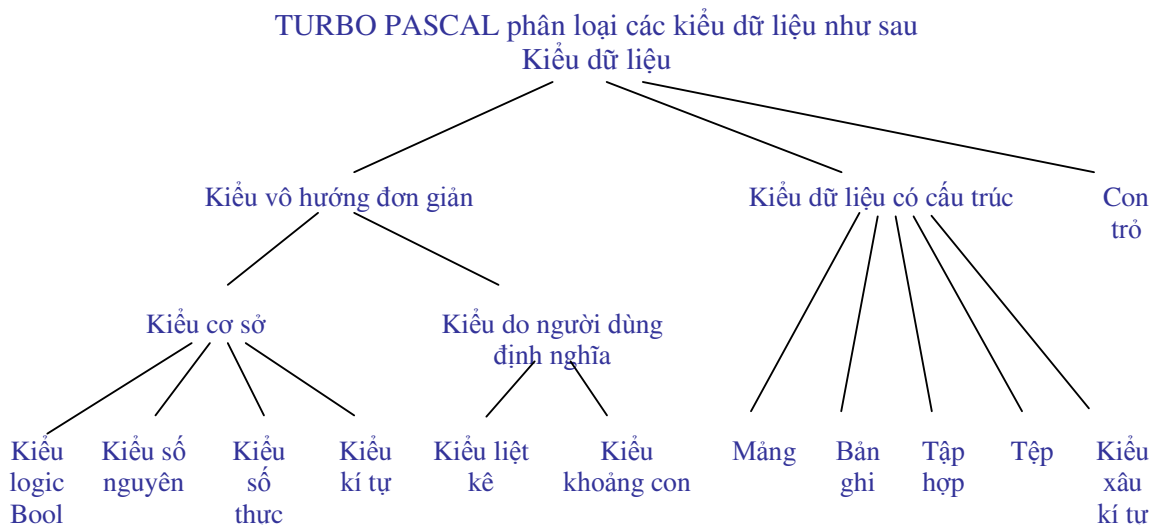 TURBO PASCAL phân loại các kiểu dữ liệu như sau
Kiểu dữ liệu
Kiểu vô hướng đơn giản
Kiểu dữ liệu có cấu trúc
Con
trỏ
Kiểu cơ sở
Kiểu do người dùng
định nghĩa
Kiểu
logic
Bool
Kiểu số
nguyên
Kiểu
số
thực
Kiểu
kí tự
Kiểu liệt
kê
Kiểu
khoảng con
Mảng
Bản
ghi
Tập
hợp
Tệp
Kiểu
xâu
kí tự